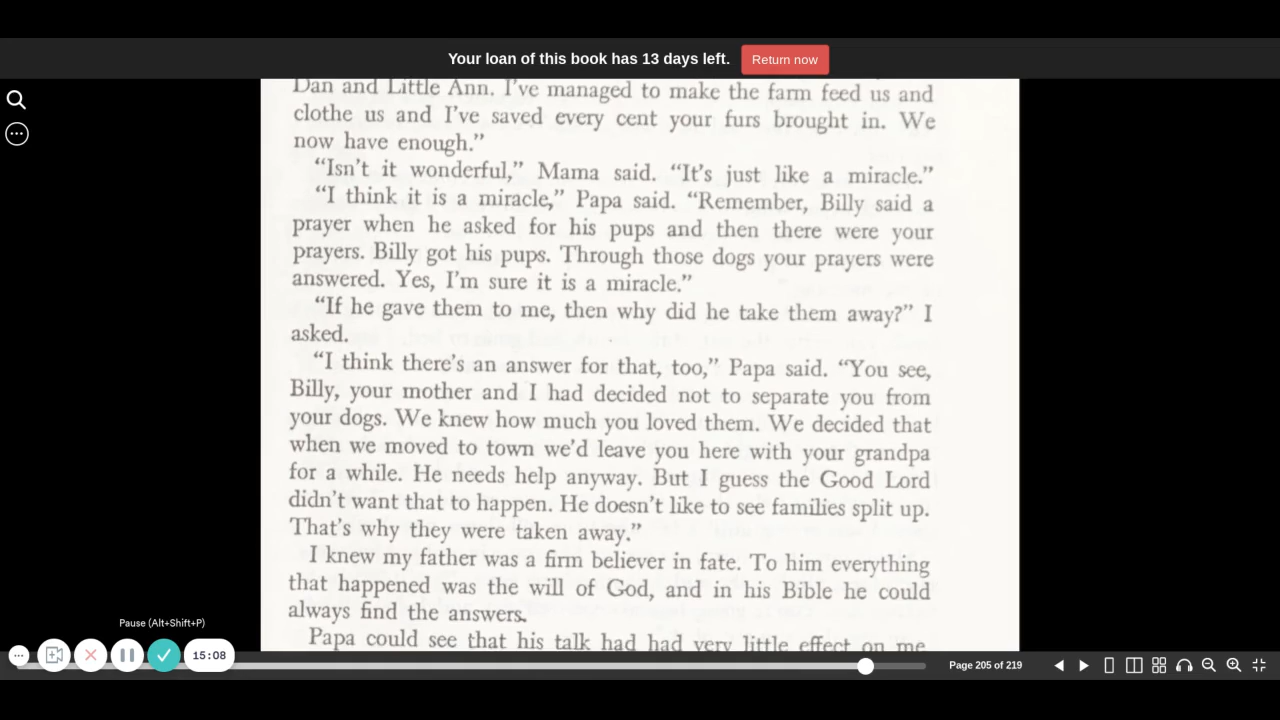 Your loan of this book has 13 days left. Return now
Dan and Little Ann. I've managed to make the farm feed us and
clothe us and I've saved every cent your furs brought in. We
now have enough."
"Isn't it wonderful," Mama said. "It's just like a miracle."
"I think it is a miracle," Papa said. "Remember, Billy said a
prayer when he asked for his pups and then there were your
prayers. Billy got his pups. Through those dogs your prayers were
answered. Yes, I'm sure it is a miracle."
"If he gave them to me, then why did he take them away?" I
asked.
"I think there's an answer for that, too," Papa said. "You see,
Billy, your mother and I had decided not to separate you from
your dogs. We knew how much you loved them. We decided that
when we moved to town we'd leave you here with your grandpa
for a while. He needs help anyway. But I guess the Good Lord
didn't want that to happen. He doesn't like to see families split up.
That's why they were taken away."
I knew my father was a firm believer in fate. To him everything
that happened was the will of God, and in his Bible he could
always find the answers.
Papa could see that his talk had had very little effect on me
Pause (Alt+Shift+P)
15:08
Page 205 of 219